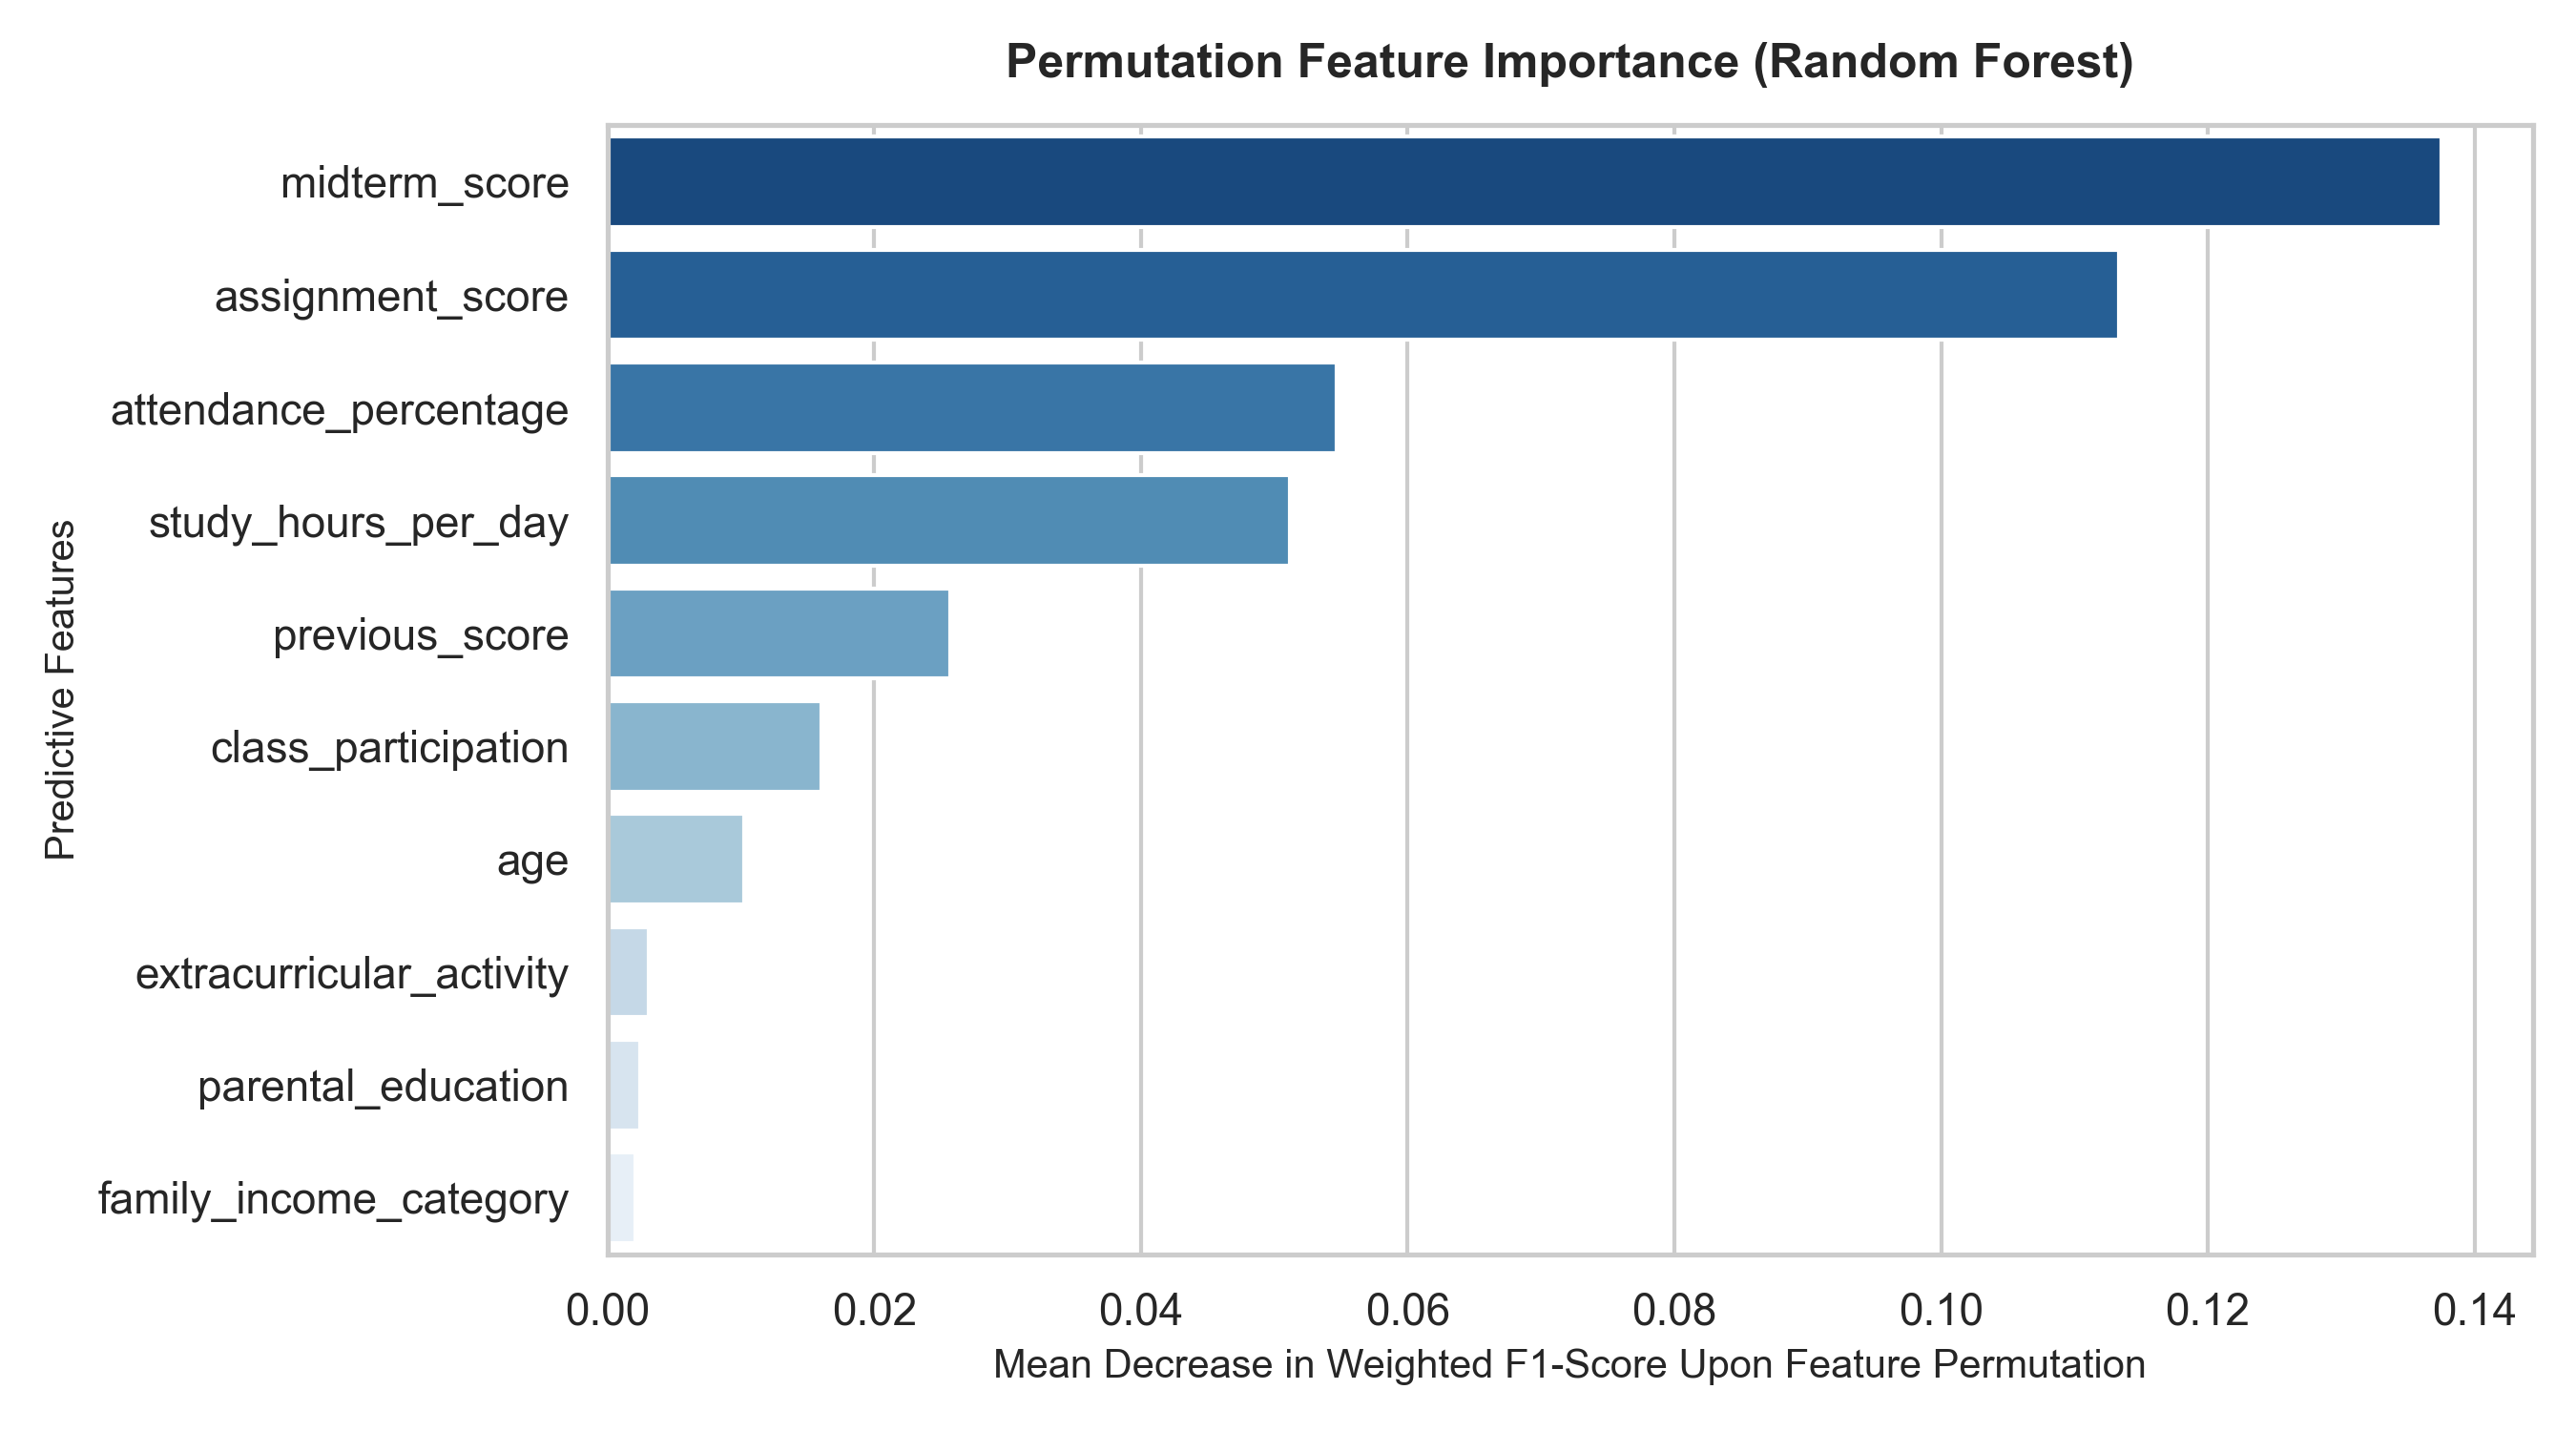 Permutation Feature Importance (Random Forest)
midterm_score
assignment_score
attendance_percentage
study_hours_per_day
previous_score
class_participation
age
extracurricular_activity
parental_education
family_income_category
Predictive Features
0.00 0.02 0.04 0.06 0.08 0.10 0.12 0.14
Mean Decrease in Weighted F1-Score Upon Feature Permutation